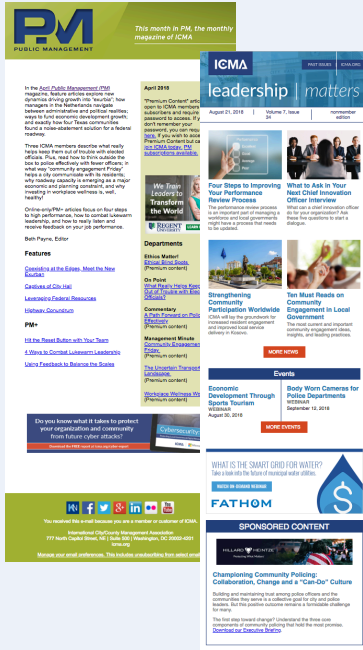 PM
PUBLIC MANAGEMENT
This month in PM, the monthly
magazine of ICMA
In the April Public Management (PM)
magazine, feature articles explore new
dynamics driving growth into "exurbia"; how
managers in the Netherlands navigate
between administrative and political realities;
ways to fund economic development growth;
and exactly how four Texas communities
found a noise-abatement solution for a federal
roadway.
Three ICMA members describe what really
helps keep them out of trouble with elected
officials. Plus, read how to think outside the
box to police effectively with fewer officers; in
what way "community engagement Friday"
helps a city communicate with its residents;
why roadway capacity is emerging as a major
economic and planning constraint, and why
investing in workplace wellness is, well,
healthy!
Online-only/PM+ articles focus on four steps
to high performance, how to combat lukewarm
leadership, and how to really listen and
receive feedback on your job performance.
Beth Payne, Editor
Features
Coexisting at the Edges, Meet the New
Exurban
Captives of City Hall
Leveraging Federal Resources
Highway Conundrum
PM+
Hit the Reset Button with Your Team
4 Ways to Combat Lukewarm Leadership
Using Feedback to Balance the Scales
April 2018
"Premium Content" artic
open to ICMA members
subscribers and require
password to access. If y
don't remember your
password, you can requ
here. If you wish to acce
Premium Content but ca
join ICMA today, PM
subscriptions available.
We Train
Leaders to
Transform
the World
REGENT
UNIVERSITY
LEARN
Departments
Ethics Matter!
Ethical Blind Spots
(Premium content)
On Point
What Really Helps Keep
Out of Trouble with Elec
Officials?
Commentary
A Path Forward on Polic
Effectively
(Premium content)
Management Minute
Community Engagemen
Friday
(Premium content)
The Uncertain Transport
Landscape
(Premium content)
Workplace Wellness Wo
(Premium content)
Do you know what it takes to protect
your organization and community
from future cyber attacks?
Cybersecurity
You received this e-mail because you are a member or customer of ICMA.
International City/County Management Association
777 North Capitol Street, NE | Suite 500 | Washington, DC 20002-4201
icma.org
Manage your email preferences. This includes unsubscribing from select email
ICMA
PAST ISSUES
ICMA.ORG
leadership matters
August 21, 2018
Volume 7, Issue
34
nonmember
edition
Four Steps to Improving
Your Performance
Review Process
The performance review process
is an important part of managing a
workforce and local governments
might have a process that needs
to be updated.
What to Ask in Your
Next Chief Innovation
Officer Interview
What can a chief innovation officer
do for your organization? Ask
these key questions to start a
dialogue.
Strengthening
Community
Participation Worldwide
ICMA will lay the groundwork for
increased resident engagement
and improved local service
delivery in Kosovo.
Ten Must Reads on
Community
Engagement in Local
Government
The most current and important
community engagement ideas,
insights, and leading practices.
MORE NEWS
Events
Economic
Development Through
Sports Tourism
WEBINAR
August 30, 2018
Body Worn Cameras for
Police Departments
WEBINAR
September 12, 2018
MORE EVENTS
WHAT IS THE SMART GRID FOR WATER?
Take a look into the future of municipal water utilities.
WATCH ON-DEMAND WEBINAR
FATHOM
SPONSORED CONTENT
HILLARD HEINTZE
Championing Community Policing:
Collaboration, Change and a "Can-Do" Culture
Building and maintaining trust among police officers and the
communities they serve is a collective goal for city and police
leaders. But this positive outcome remains a formidable challenge
for many.
The first step toward change? Understand the three core
components of community policing that hold the most promise.
Download our Executive Briefing.